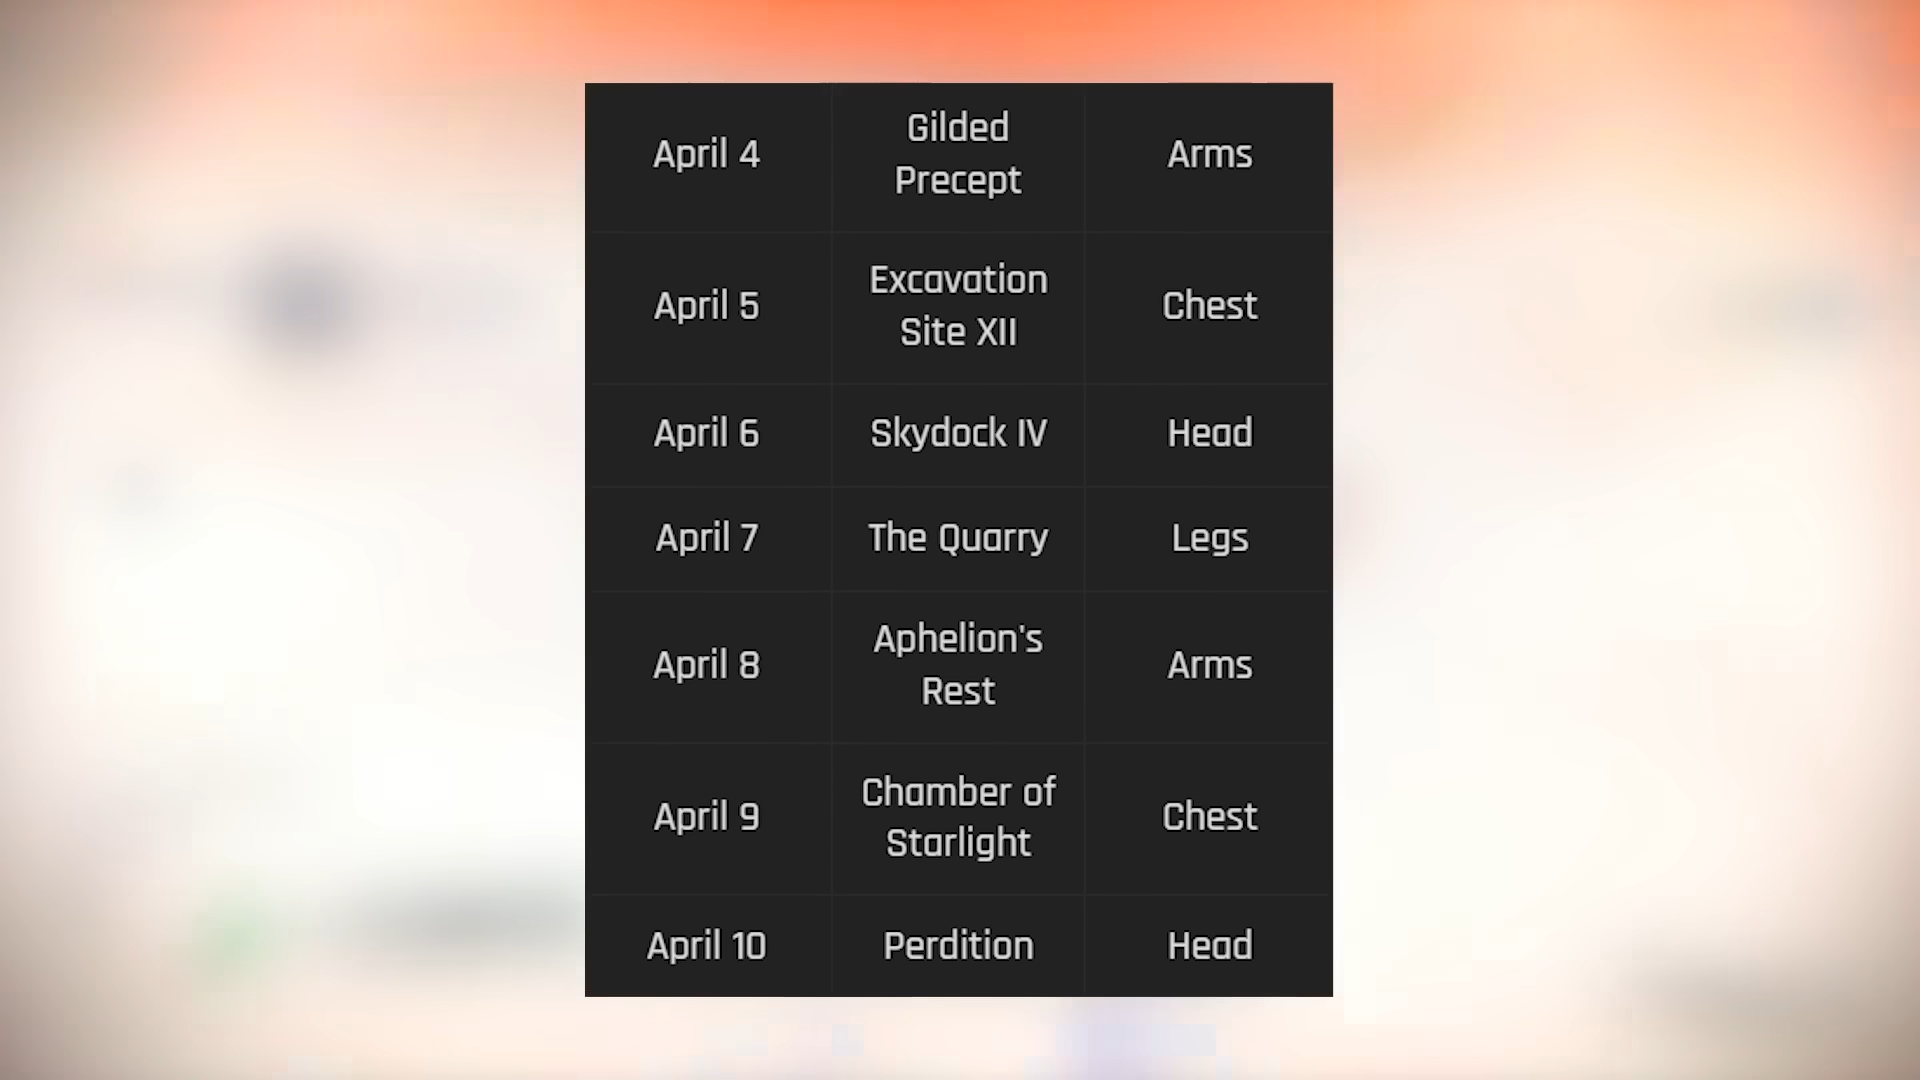 April 4
Gilded
Precept
Arms
April 5
Excavation
Site XII
Chest
April 6
Skydock IV
Head
April 7
The Quarry
Legs
April 8
Aphelion's
Rest
Arms
April 9
Chamber of
Starlight
Chest
April 10
Perdition
Head